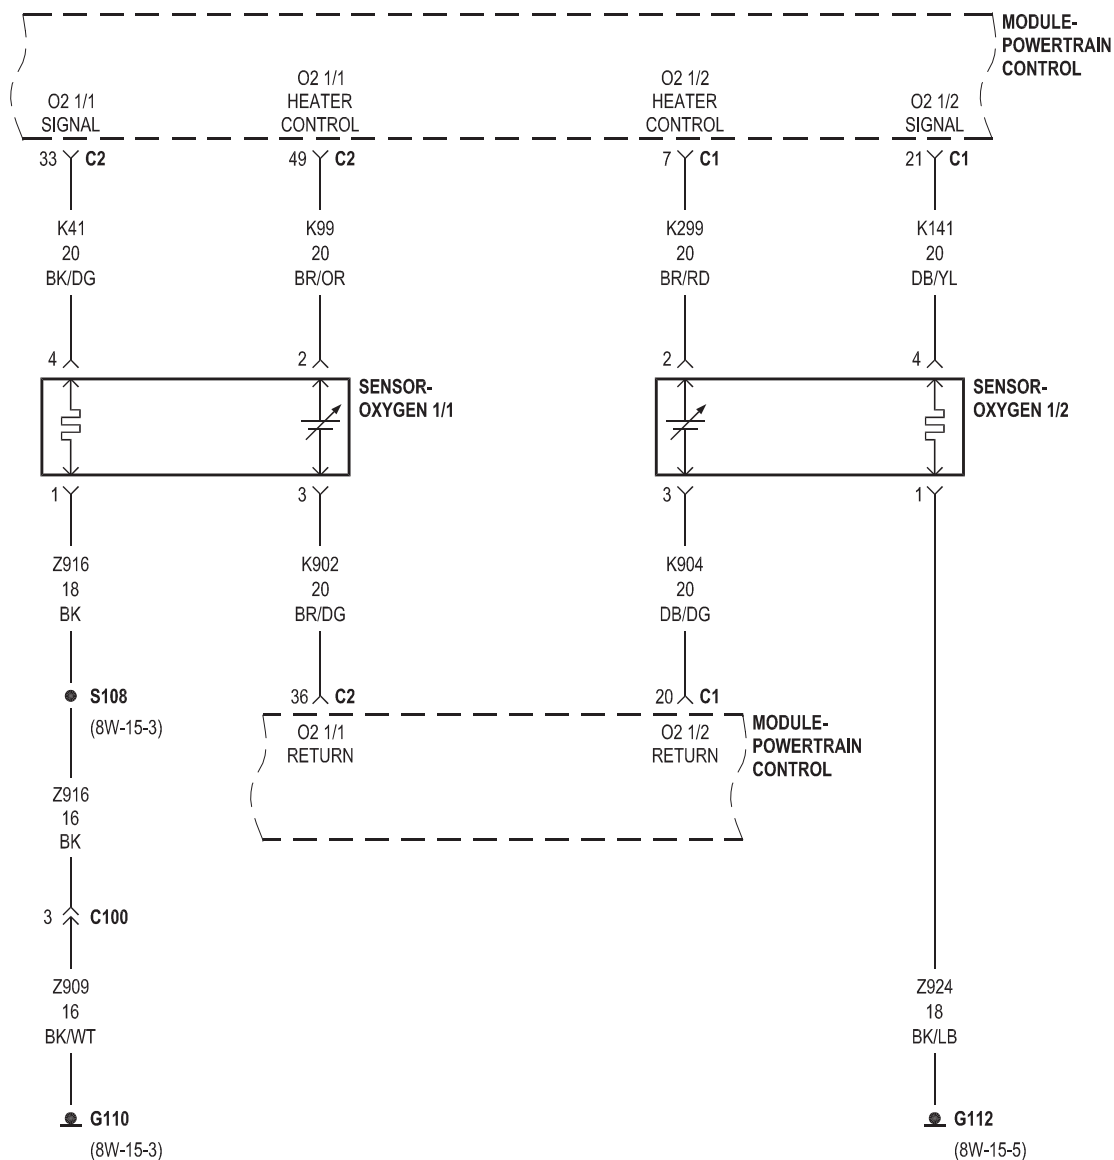 MODULE-
POWERTRAIN
CONTROL
O2 1/1
SIGNAL
O2 1/1
HEATER
CONTROL
O2 1/2
HEATER
CONTROL
O2 1/2
SIGNAL
33 C2
49 C2
7 C1
21 C1
K41
20
BK/DG
K99
20
BR/OR
K299
20
BR/RD
K141
20
DB/YL
4
2
2
4
SENSOR-
OXYGEN 1/1
SENSOR-
OXYGEN 1/2
1
3
3
1
Z916
18
BK
K902
20
BR/DG
K904
20
DB/DG
S108
(8W-15-3)
36 C2
20 C1
O2 1/1
RETURN
O2 1/2
RETURN
MODULE-
POWERTRAIN
CONTROL
Z916
16
BK
3 C100
Z909
16
BK/WT
Z924
18
BK/LB
G110
(8W-15-3)
G112
(8W-15-5)